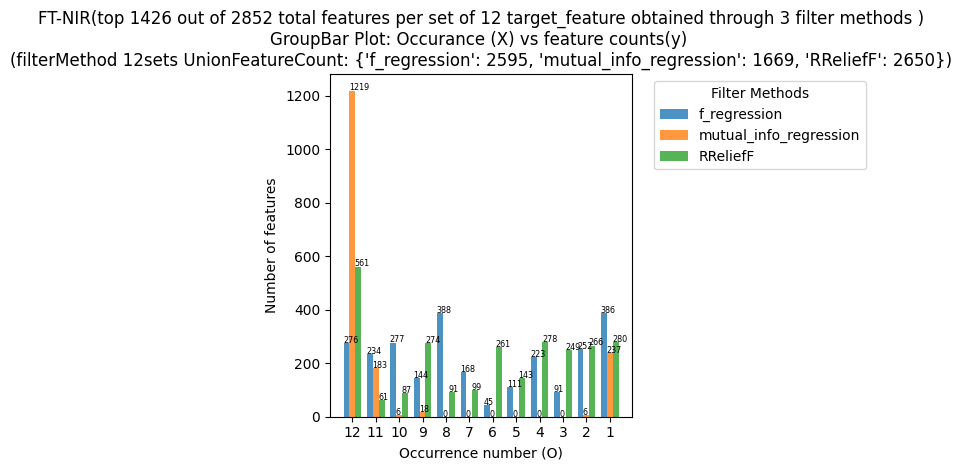 FT-NIR(top 1426 out of 2852 total features per set of 12 target_feature obtained through 3 filter methods )
GroupBar Plot: Occurance (X) vs feature counts(y)
(filterMethod 12sets UnionFeatureCount: {'f_regression': 2595, 'mutual_info_regression': 1669, 'RReliefF': 2650})
Filter Methods
f_regression
mutual_info_regression
RReliefF
Number of features
1200
1000
800
600
400
200
0
276 1219 561
234 183 61
277 6 87
144 18 274
388 0 91
168 0 99
45 0 261
111 0 143
223 0 278
91 0 249
252 6 266
386 237 280
12 11 10 9 8 7 6 5 4 3 2 1
Occurrence number (O)